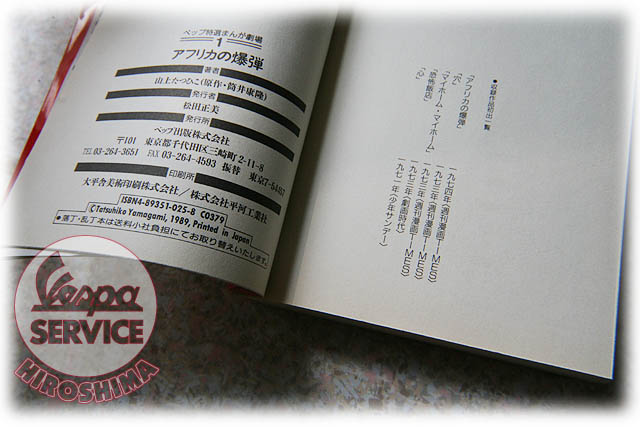 ペップ特選まんが劇場
1
アフリカの爆弾
著者
山上たつひこ(原作・筒井康隆)
発行者
松田正美
発行所
ペップ出版株式会社
〒101 東京都千代田区三崎町2-11-8
TEL 03-264-3651 FAX 03-264-4593 振替 東京7-54
印刷所
大平舎美術印刷株式会社/株式会社平河工業社
ISBN4-89351-025-8 C0379
©Tatsuhiko Yamagami, 1989, Printed in Japan
●落丁・乱丁本は送料小社負担にてお取り替えいたします。
●収録作品初出一覧
「アフリカの爆弾」 一九七四年(週刊漫画TIMES)
「穴」 一九七三年(週刊漫画TIMES)
「マイホーム・マイホーム」 一九七三年(週刊漫画TIMES)
「恐怖飯店」 一九七三年(劇画時代)
「心」 一九七一年(少年サンデー)
Vespa
SERVICE
HIROSHIMA